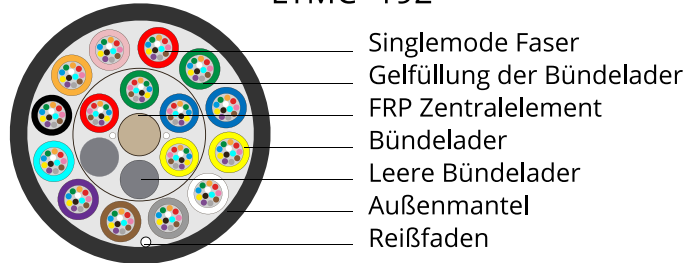 Singlemode Faser
Gelfüllung der Bündelader
FRP Zentralelement
Bündelader
Leere Bündelader
Außenmantel
Reißfaden